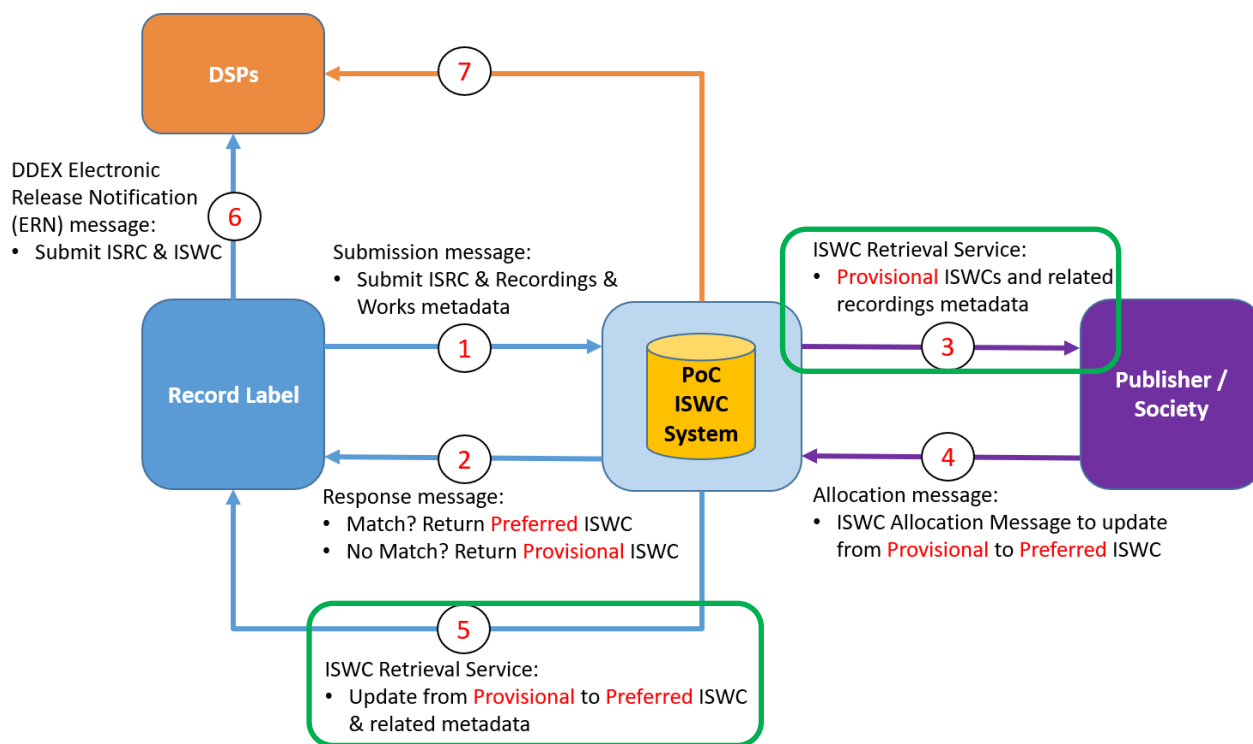 DSPs
7
DDEX Electronic
Release Notification
(ERN) message:
• Submit ISRC & ISWC
6
Submission message:
• Submit ISRC & Recordings &
Works metadata
ISWC Retrieval Service:
• Provisional ISWCs and related
recordings metadata
1
3
Record Label
PoC
ISWC
System
Publisher /
Society
2
4
Response message:
• Match? Return Preferred ISWC
• No Match? Return Provisional ISWC
Allocation message:
• ISWC Allocation Message to update
from Provisional to Preferred ISWC
5
ISWC Retrieval Service:
• Update from Provisional to Preferred ISWC
& related metadata